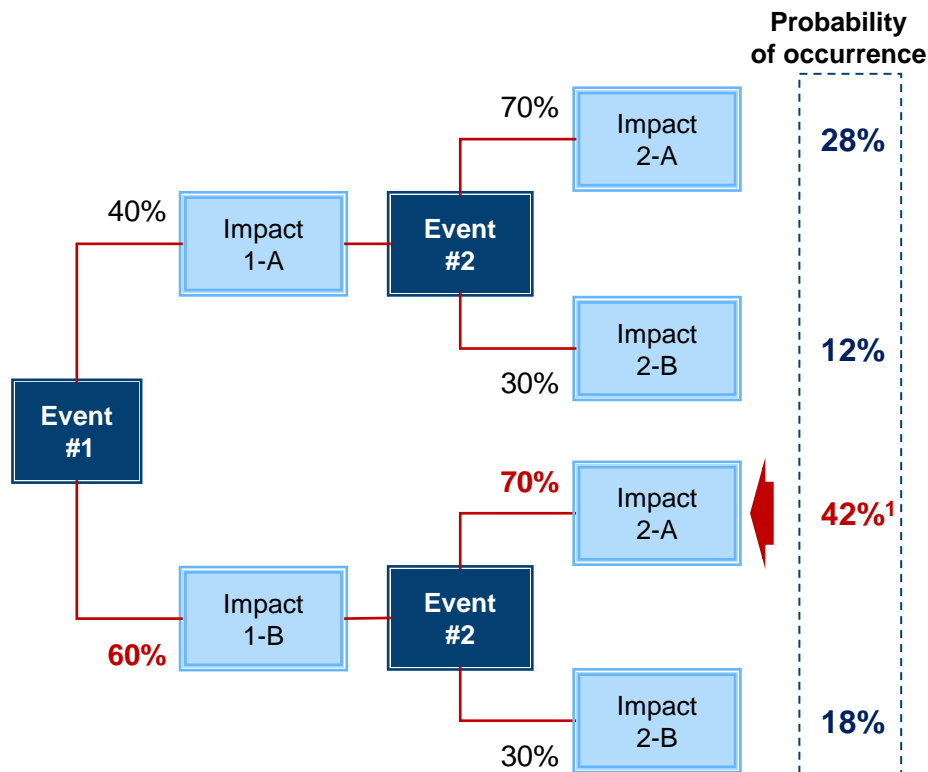 Probability
of occurrence
70%
Impact
2-A
28%
40%
Impact
1-A
Event
#2
Impact
2-B
12%
30%
Event
#1
70%
Impact
2-A
42%¹
Impact
1-B
Event
#2
60%
Impact
2-B
18%
30%